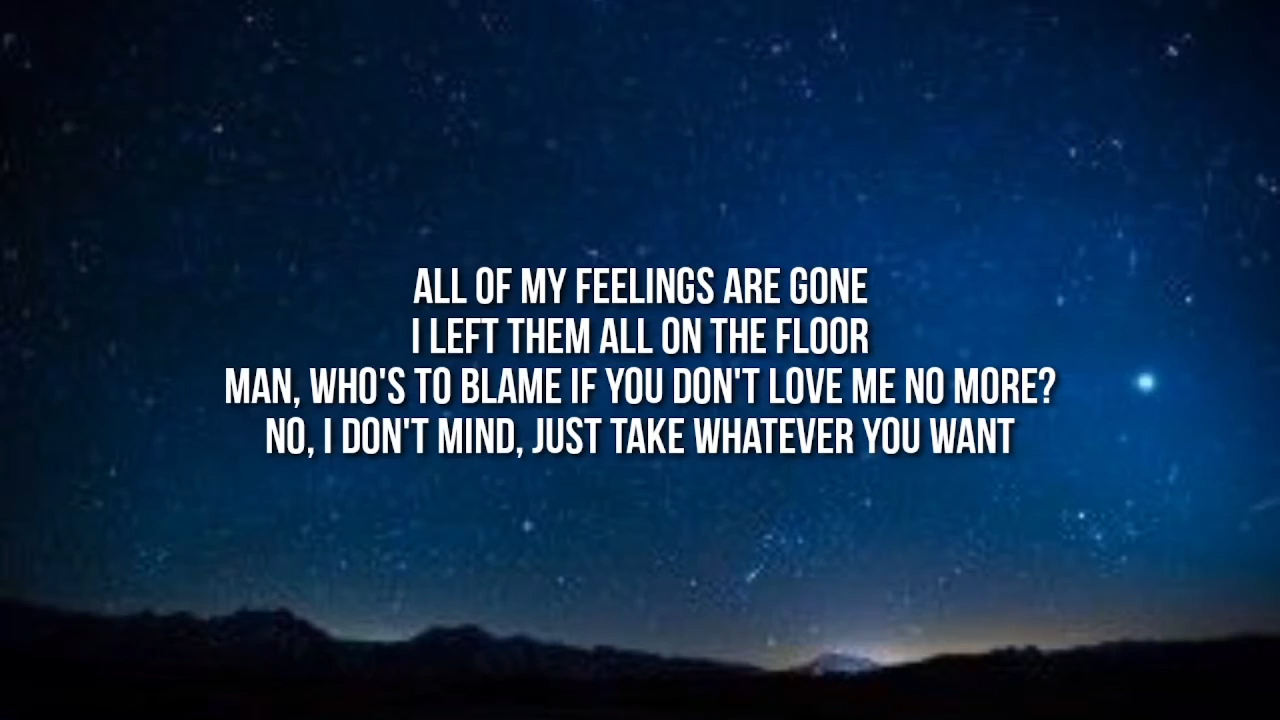 ALL OF MY FEELINGS ARE GONE
I LEFT THEM ALL ON THE FLOOR
MAN, WHO'S TO BLAME IF YOU DON'T LOVE ME NO MORE?
NO, I DON'T MIND, JUST TAKE WHATEVER YOU WANT